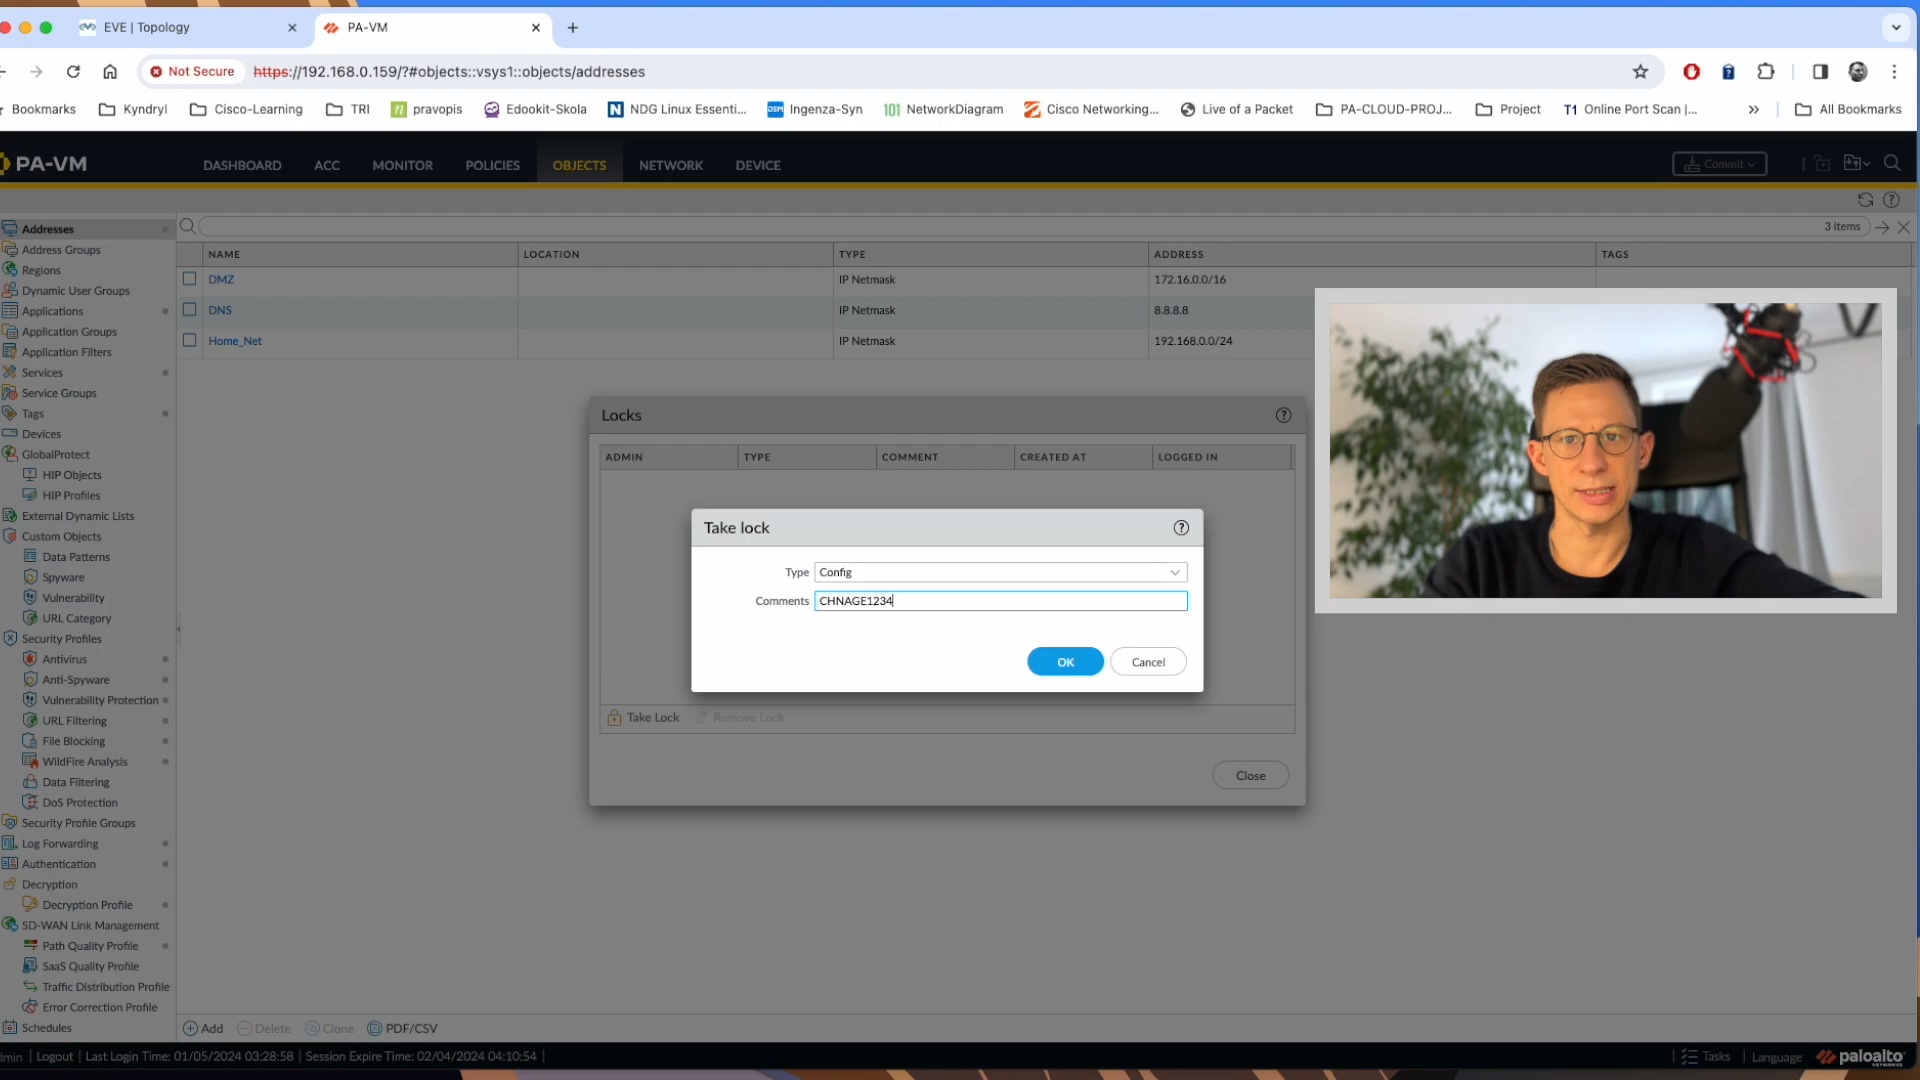 EVE | Topology
PA-VM
Not Secure https://192.168.0.159/?#objects::vsys1::objects/addresses
Bookmarks Kyndryl Cisco-Learning TRI pravopis Edookit-Skola NDG Linux Essenti... Ingenza-Syn NetworkDiagram Cisco Networking... Live of a Packet PA-CLOUD-PROJ... Project T1 Online Port Scan |... » All Bookmarks
PA-VM DASHBOARD ACC MONITOR POLICIES OBJECTS NETWORK DEVICE Commit
Addresses
Address Groups
Regions
Dynamic User Groups
Applications
Application Groups
Application Filters
Services
Service Groups
Tags
Devices
GlobalProtect
HIP Objects
HIP Profiles
External Dynamic Lists
Custom Objects
Data Patterns
Spyware
Vulnerability
URL Category
Security Profiles
Antivirus
Anti-Spyware
Vulnerability Protection
URL Filtering
File Blocking
WildFire Analysis
Data Filtering
DoS Protection
Security Profile Groups
Log Forwarding
Authentication
Decryption
Decryption Profile
SD-WAN Link Management
Path Quality Profile
SaaS Quality Profile
Traffic Distribution Profile
Error Correction Profile
Schedules
3 items
NAME LOCATION TYPE ADDRESS TAGS
DMZ IP Netmask 172.16.0.0/16
DNS IP Netmask 8.8.8.8
Home_Net IP Netmask 192.168.0.0/24
Locks
ADMIN TYPE COMMENT CREATED AT LOGGED IN
Take lock
Type Config
Comments CHNAGE1234
OK Cancel
Take Lock Remove Lock
Close
Add Delete Clone PDF/CSV
dmin | Logout | Last Login Time: 01/05/2024 03:28:58 | Session Expire Time: 02/04/2024 04:10:54 |
| Tasks | Language paloalto NETWORKS